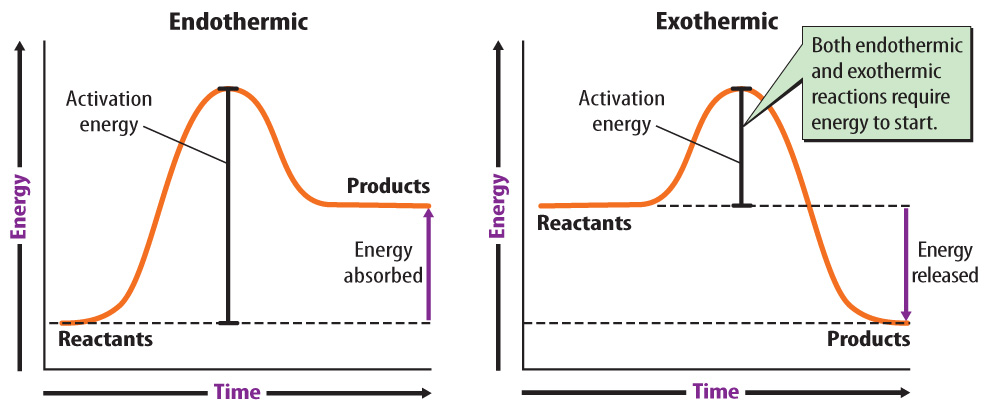 Endothermic
Energy
Activation
energy
Products
Energy
absorbed
Reactants
Time
Exothermic
Both endothermic
and exothermic
reactions require
energy to start.
Energy
Activation
energy
Reactants
Energy
released
Products
Time